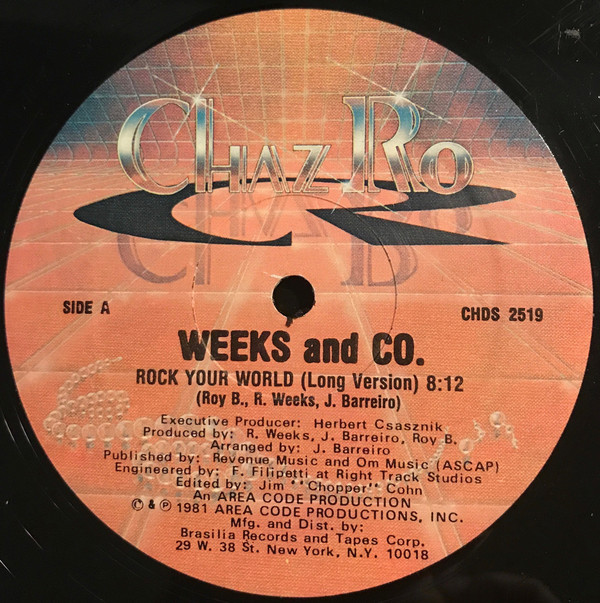 Chaz Ro
SIDE A
CHDS 2519
WEEKS and CO.
ROCK YOUR WORLD (Long Version) 8:12
(Roy B., R. Weeks, J. Barreiro)
Executive Producer: Herbert Csasznik
Produced by: R. Weeks, J. Barreiro, Roy B.
Arranged by: J. Barreiro
Published by: Revenue Music and Om Music (ASCAP)
Engineered by: F. Filipetti at Right Track Studios
Edited by: Jim "Chopper" Cohn
An AREA CODE PRODUCTION
© & ℗ 1981 AREA CODE PRODUCTIONS, INC.
Mfg. and Dist. by:
Brasilia Records and Tapes Corp.
29 W. 38 St. New York, N.Y. 10018